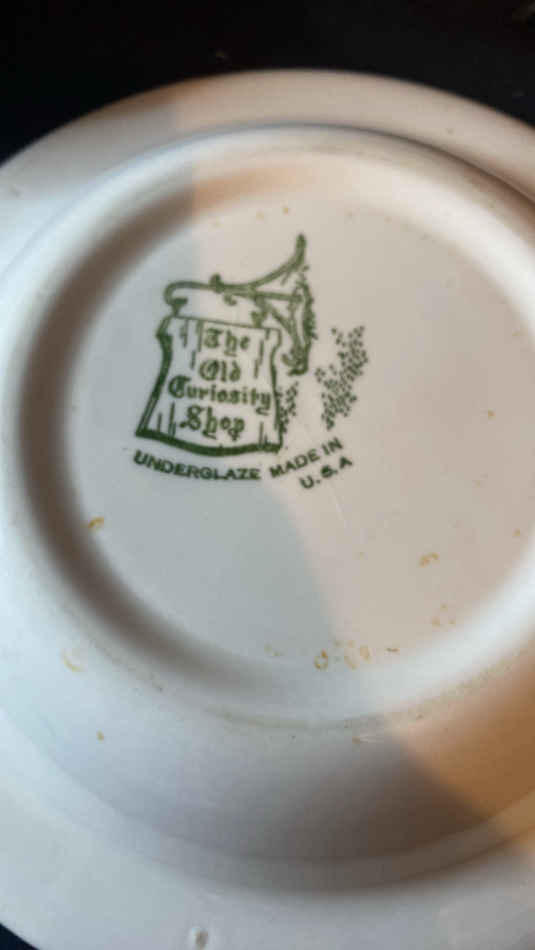 The
Old
Curiosity
Shop
UNDERGLAZE MADE IN
U.S.A